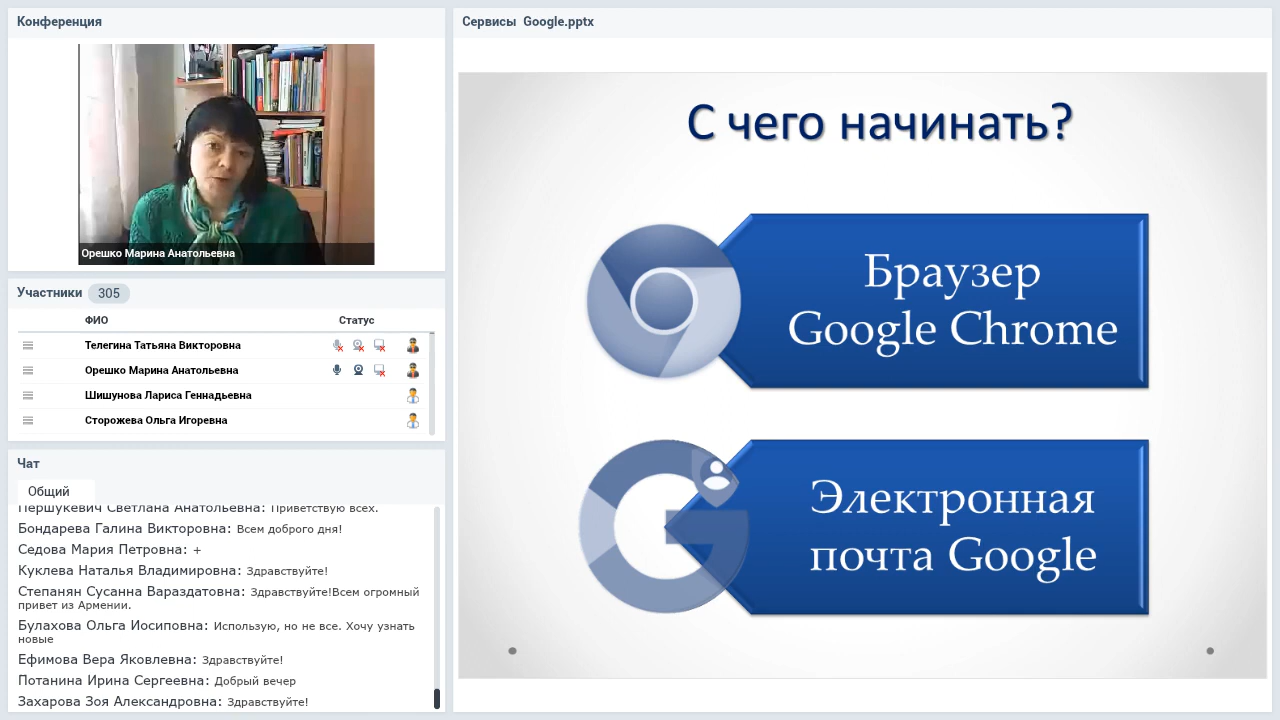 Конференция
Орешко Марина Анатольевна
Участники 305
ФИО Статус
Телегина Татьяна Викторовна
Орешко Марина Анатольевна
Шишунова Лариса Геннадьевна
Сторожева Ольга Игоревна
Чат
Общий
Першукевич Светлана Анатольевна: Приветствую всех.
Бондарева Галина Викторовна: Всем доброго дня!
Седова Мария Петровна: +
Куклева Наталья Владимировна: Здравствуйте!
Степанян Сусанна Вараздатовна: Здравствуйте!Всем огромный
привет из Армении.
Булахова Ольга Иосиповна: Использую, но не все. Хочу узнать
новые
Ефимова Вера Яковлевна: Здравствуйте!
Потанина Ирина Сергеевна: Добрый вечер
Захарова Зоя Александровна: Здравствуйте!
Сервисы Google.pptx
С чего начинать?
Браузер
Google Chrome
Электронная
почта Google